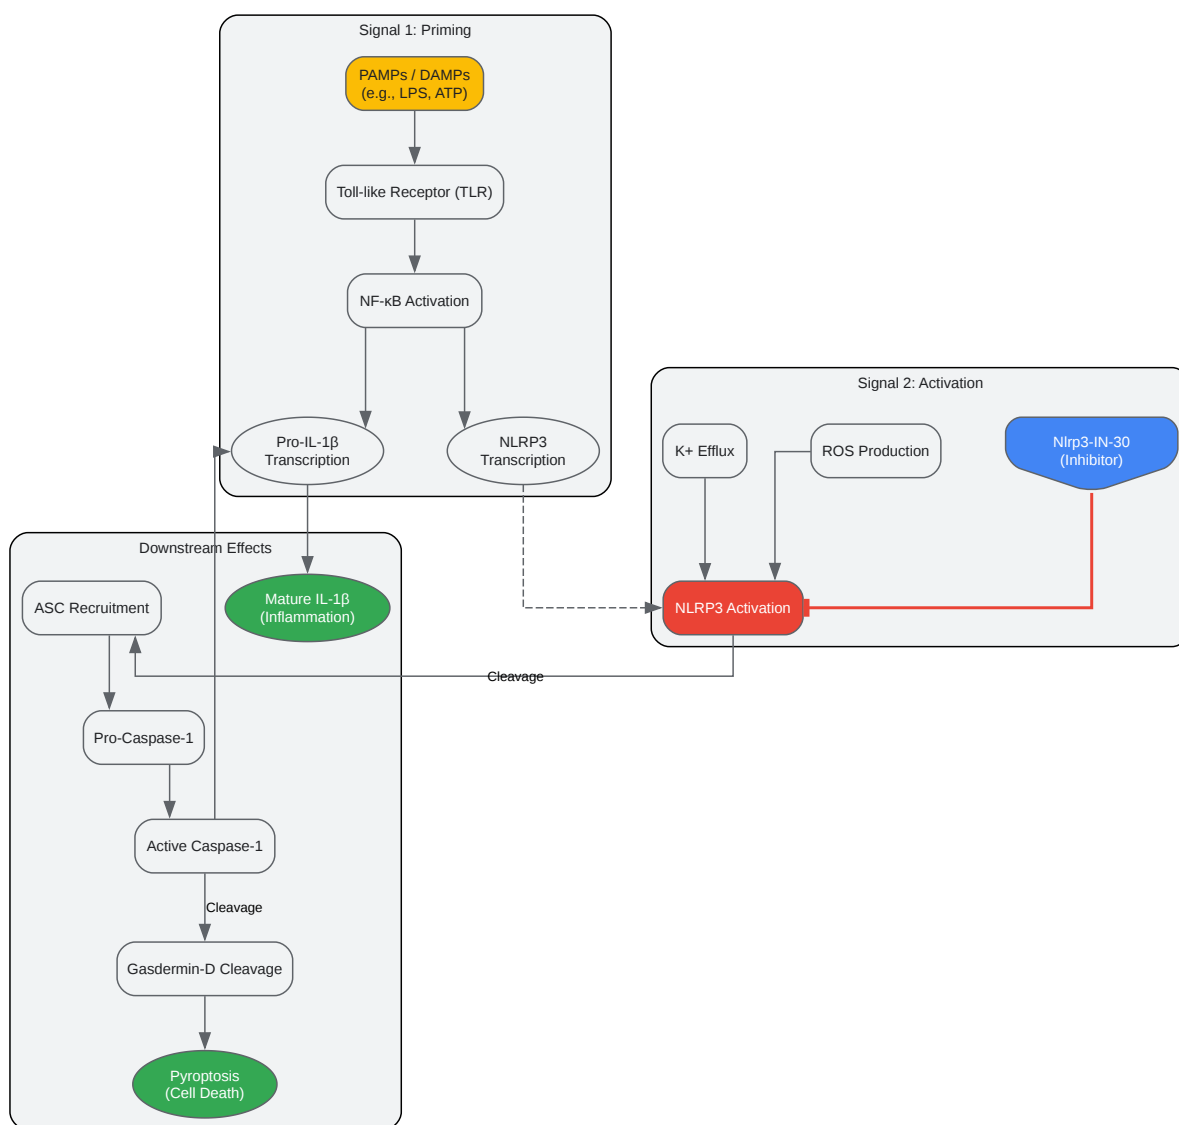 Signal 1: Priming
PAMPs / DAMPs
(e.g., LPS, ATP)
Toll-like Receptor (TLR)
NF-κB Activation
Pro-IL-1β
Transcription
NLRP3
Transcription
Signal 2: Activation
K+ Efflux
ROS Production
Nlrp3-IN-30
(Inhibitor)
NLRP3 Activation
Downstream Effects
ASC Recruitment
Mature IL-1β
(Inflammation)
Cleavage
Pro-Caspase-1
Active Caspase-1
Cleavage
Gasdermin-D Cleavage
Pyroptosis
(Cell Death)